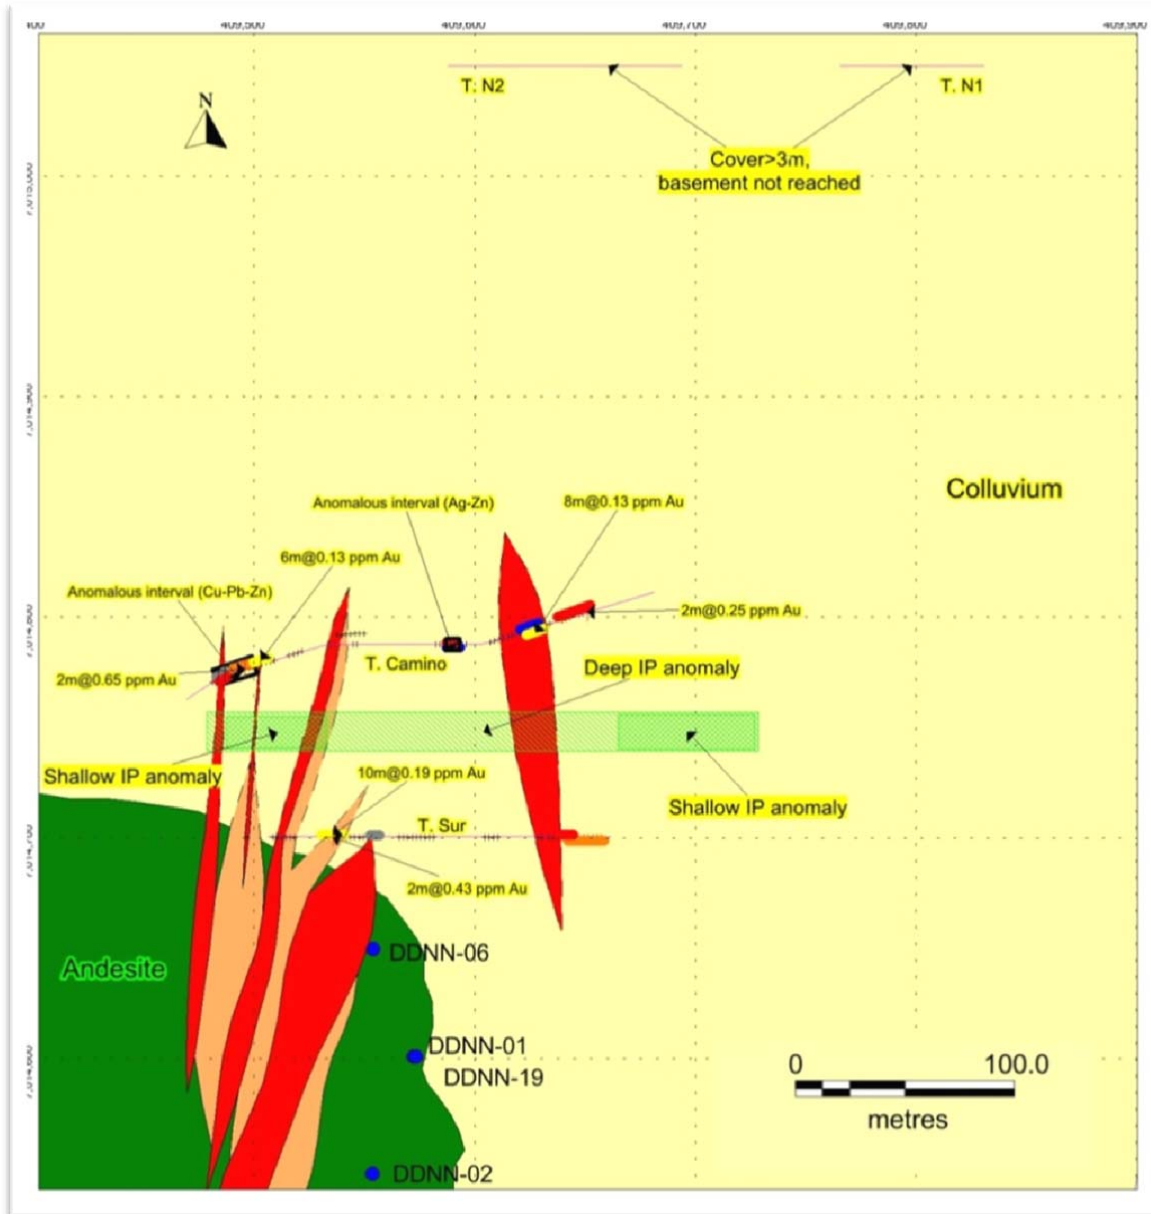 409,600
409,700
409,800
T. N2
T. N1
N
Cover>3m,
basement not reached
Colluvium
Anomalous interval (Ag-Zn)
8m@0.13 ppm Au
6m@0.13 ppm Au
Anomalous interval (Cu-Pb-Zn)
2m@0.25 ppm Au
T. Camino
Deep IP anomaly
2m@0.65 ppm Au
Shallow IP anomaly
10m@0.19 ppm Au
Shallow IP anomaly
T. Sur
2m@0.43 ppm Au
DDNN-06
Andesite
DDNN-01
DDNN-19
0 100.0
metres
DDNN-02